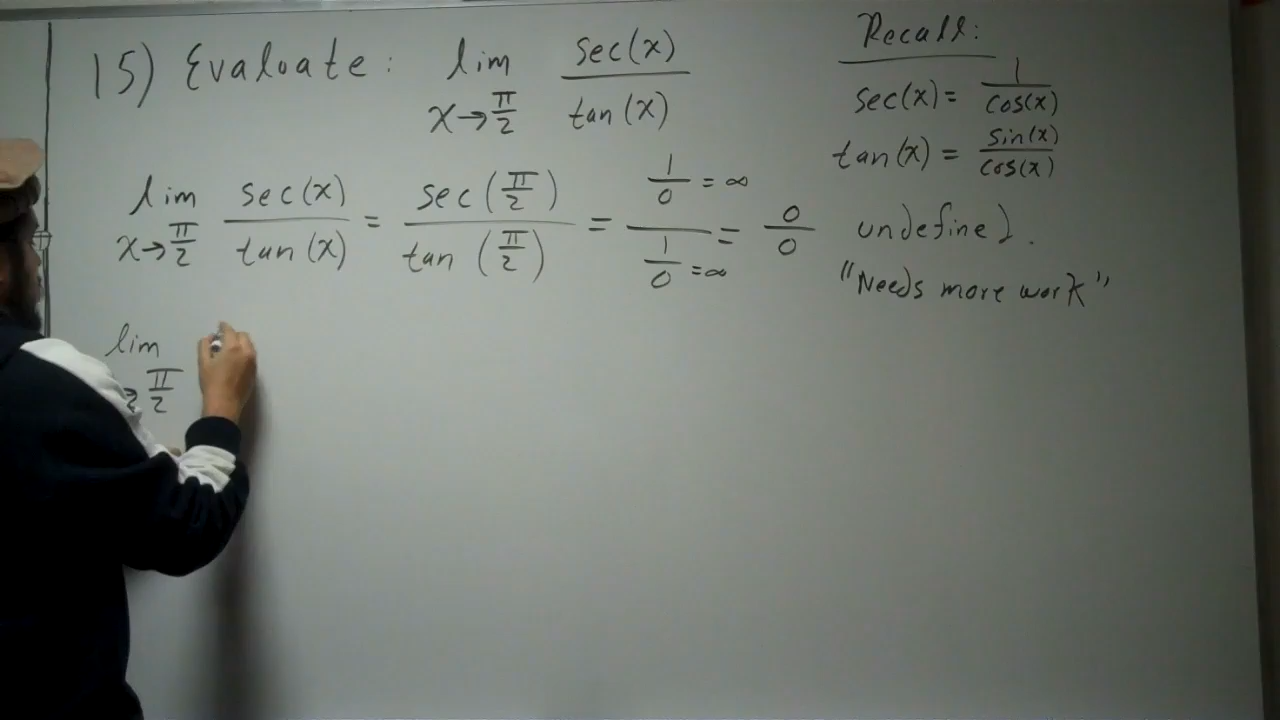 15) Evaluate: lim x→π/2 sec(x)/tan(x)
Recall:
sec(x) = 1/cos(x)
tan(x) = sin(x)/cos(x)
lim x→π/2 sec(x)/tan(x) = sec(π/2)/tan(π/2) = (1/0 = ∞)/(1/0 = ∞) = 0/0 undefined.
"Needs more work"
lim π/2